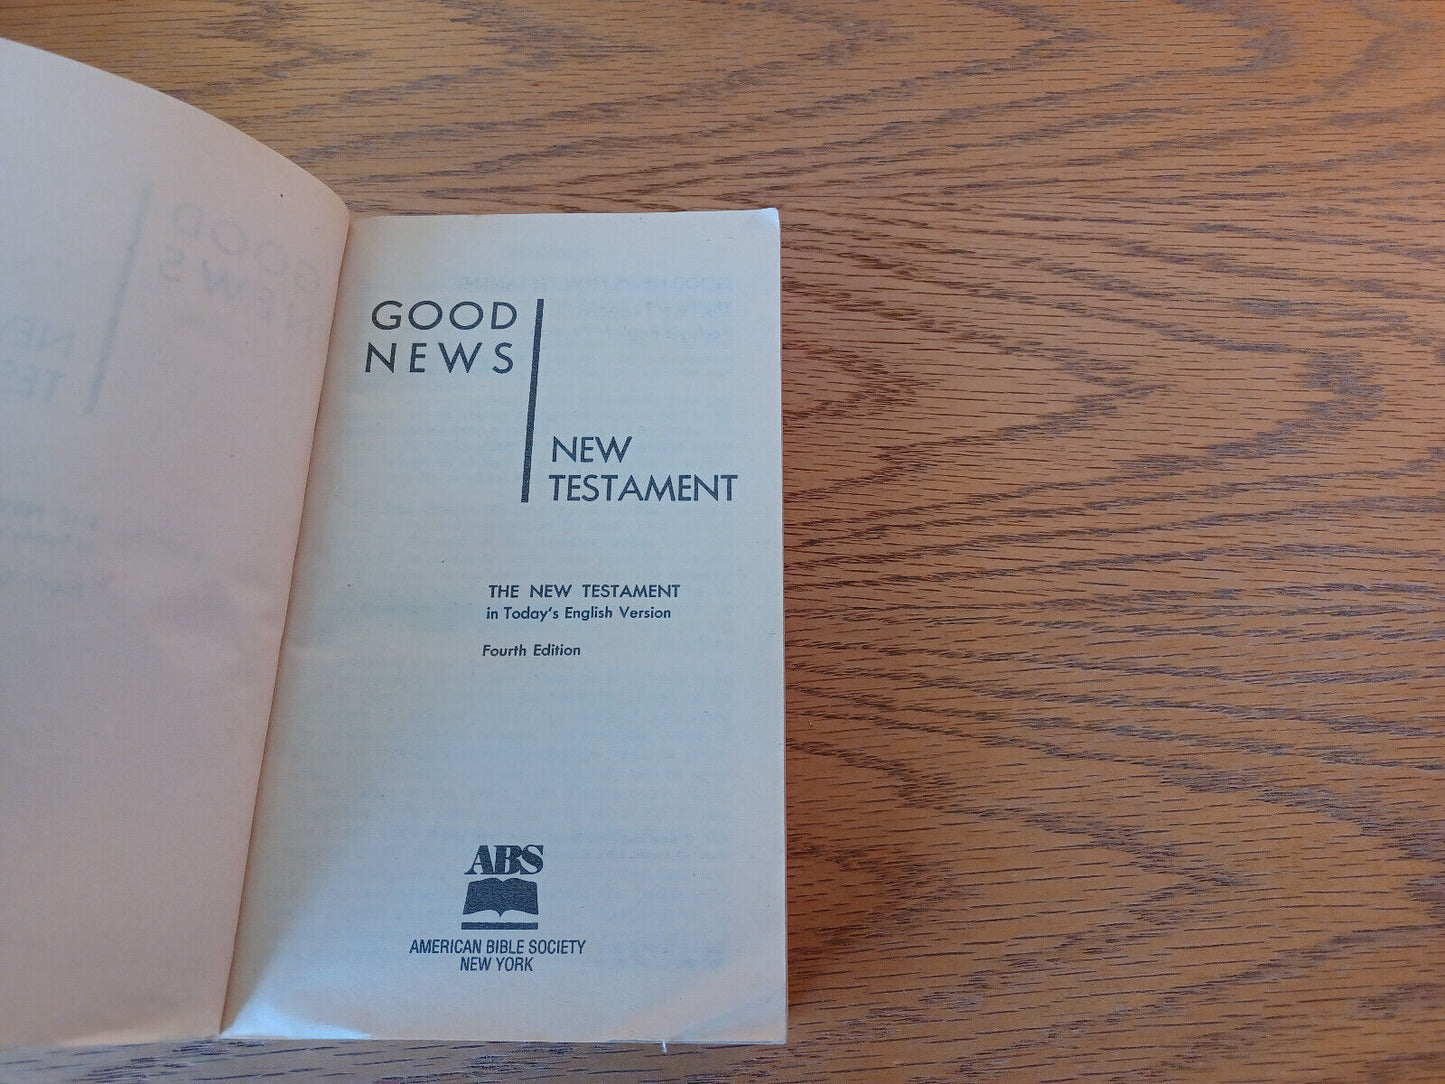 GOOD
NEWS
NEW
TESTAMENT
THE NEW TESTAMENT
in Today's English Version
Fourth Edition
ABS
AMERICAN BIBLE SOCIETY
NEW YORK